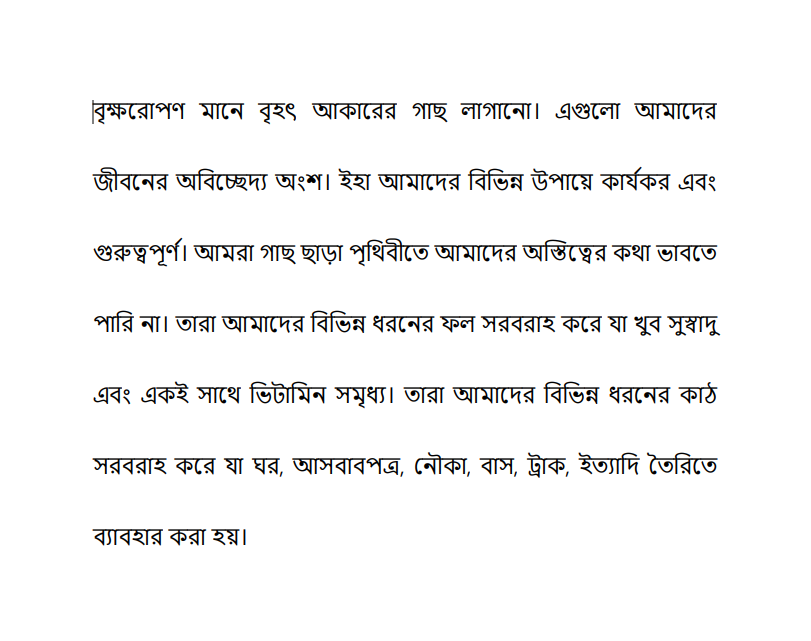 বৃক্ষরোপণ মানে বৃহৎ আকারের গাছ লাগানো। এগুলো আমাদের
জীবনের অবিচ্ছেদ্য অংশ। ইহা আমাদের বিভিন্ন উপায়ে কার্যকর এবং
গুরুত্বপূর্ণ। আমরা গাছ ছাড়া পৃথিবীতে আমাদের অস্তিত্বের কথা ভাবতে
পারি না। তারা আমাদের বিভিন্ন ধরনের ফল সরবরাহ করে যা খুব সুস্বাদু
এবং একই সাথে ভিটামিন সমৃধ্য। তারা আমাদের বিভিন্ন ধরনের কাঠ
সরবরাহ করে যা ঘর, আসবাবপত্র, নৌকা, বাস, ট্রাক, ইত্যাদি তৈরিতে
ব্যাবহার করা হয়।